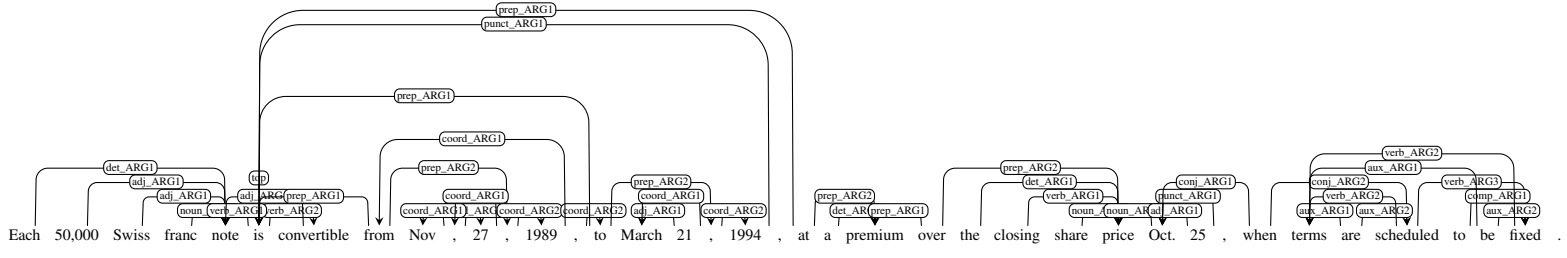 prep_ARG1
punct_ARG1
prep_ARG1
coord_ARG1
det_ARG1 top prep_ARG2 prep_ARG2 verb_ARG2
aux_ARG1
adj_ARG1 prep_ARG2 det_ARG1 conj_ARG1 conj_ARG2 verb_ARG3
adj_ARG1 prep_ARG1 coord_ARG1 coord_ARG1 prep_ARG2 verb_ARG1 punct_ARG1 verb_ARG2 comp_ARG1
verb_ARG2 coord_ARG2 coord_ARG2 adj_ARG1 coord_ARG2 prep_ARG1 aux_ARG1 aux_ARG2 aux_ARG2
Each 50,000 Swiss franc note is convertible from Nov , 27 , 1989 , to March 21 , 1994 , at a premium over the closing share price Oct. 25 , when terms are scheduled to be fixed .